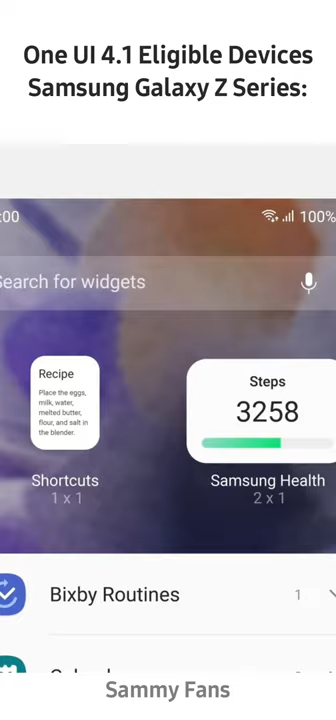 One UI 4.1 Eligible Devices
Samsung Galaxy Z Series:
:00
100%
Search for widgets
Recipe
Place the eggs,
milk, water,
melted butter,
flour, and salt in
the blender.
Steps
3258
Shortcuts
1 x 1
Samsung Health
2 x 1
Bixby Routines
1
Sammy Fans